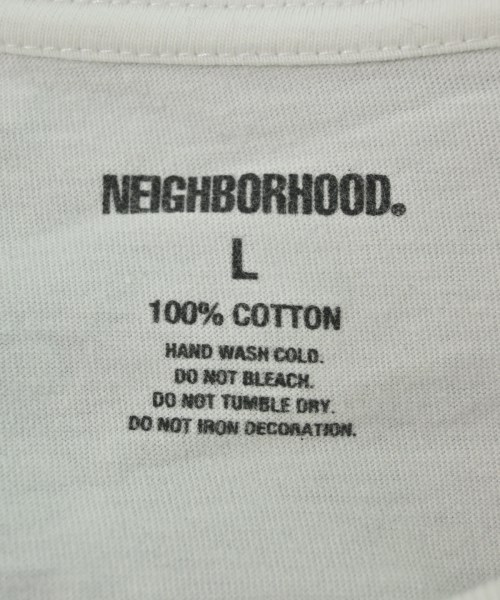 NEIGHBORHOOD®
L
100% COTTON
HAND WASH COLD.
DO NOT BLEACH.
DO NOT TUMBLE DRY.
DO NOT IRON DECORATION.